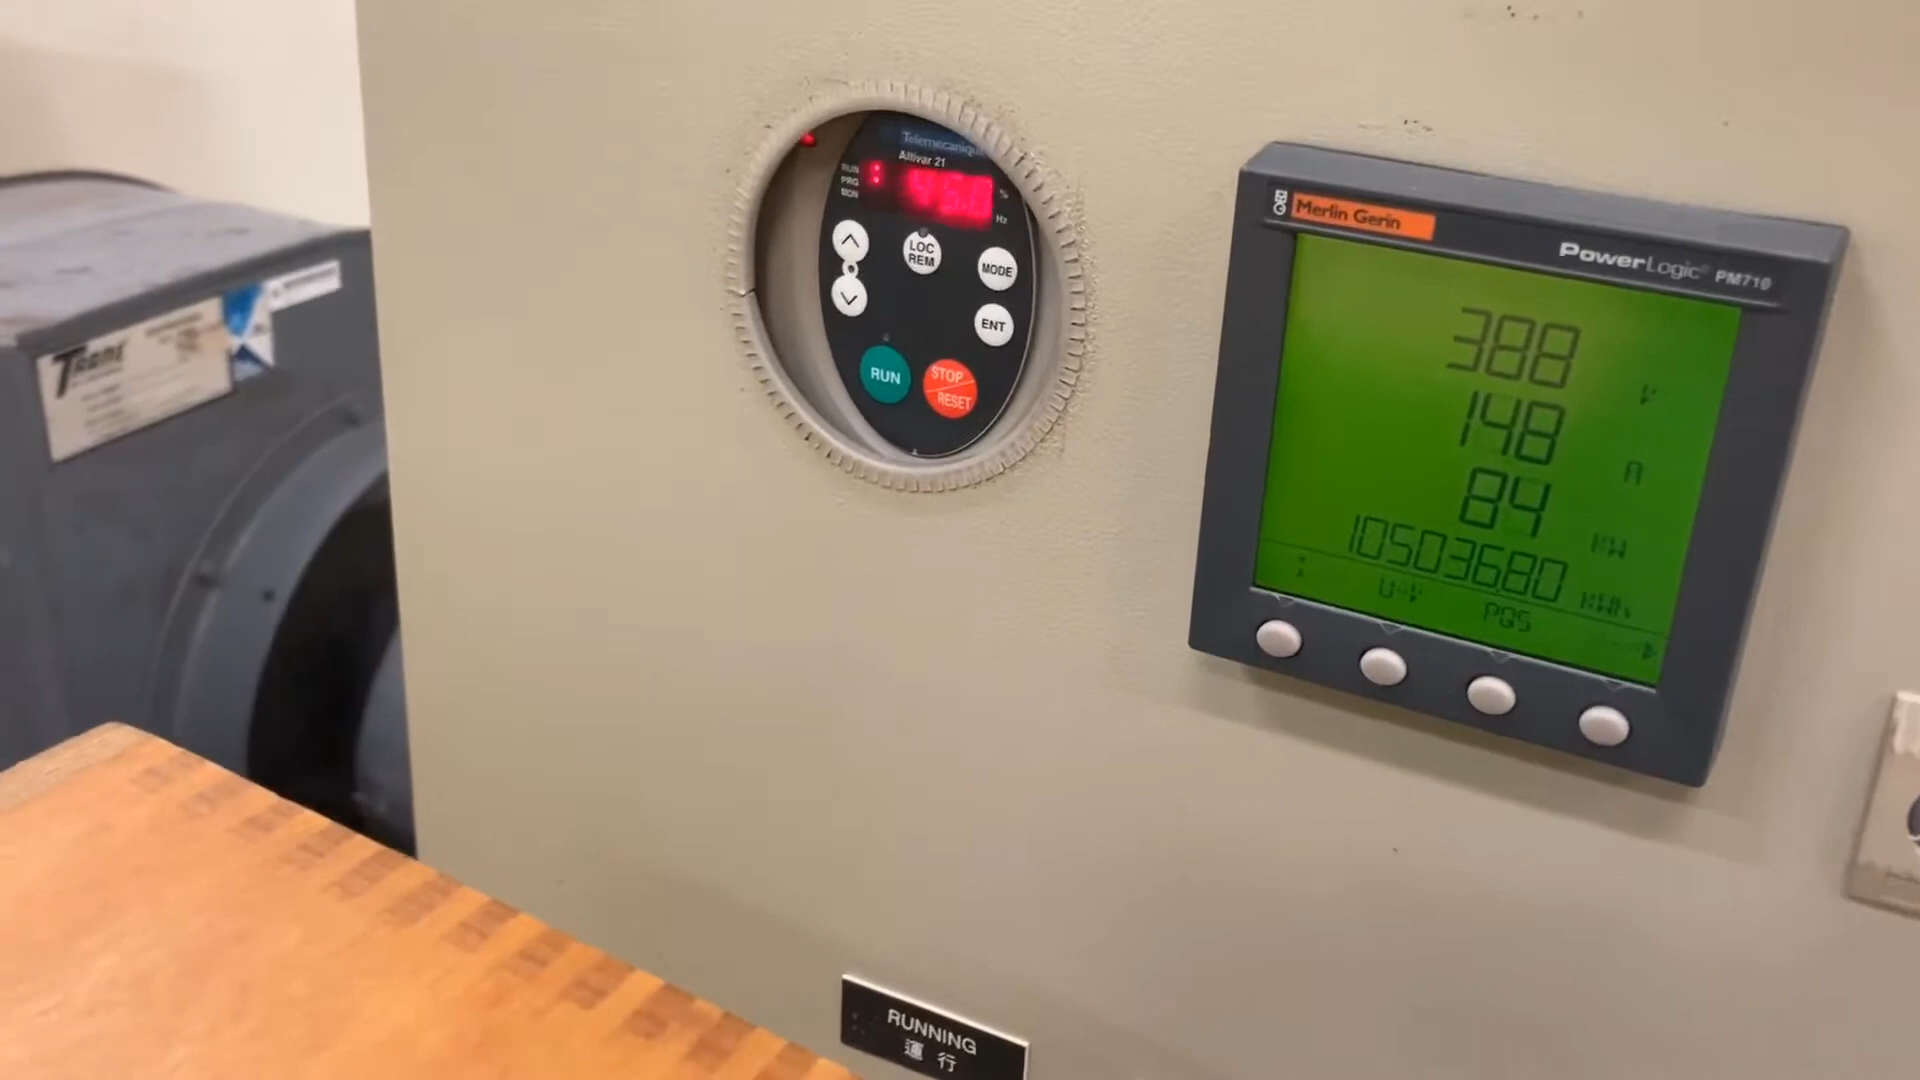 TRANE
Telemecanique
Altivar 21
RUN
PRG
MON
%
Hz
LOC
REM
MODE
ENT
RUN
STOP
RESET
Merlin Gerin
PowerLogic PM710
388 V
148 A
84 kW
10503680 kWh
I U-V PQS
RUNNING
運行